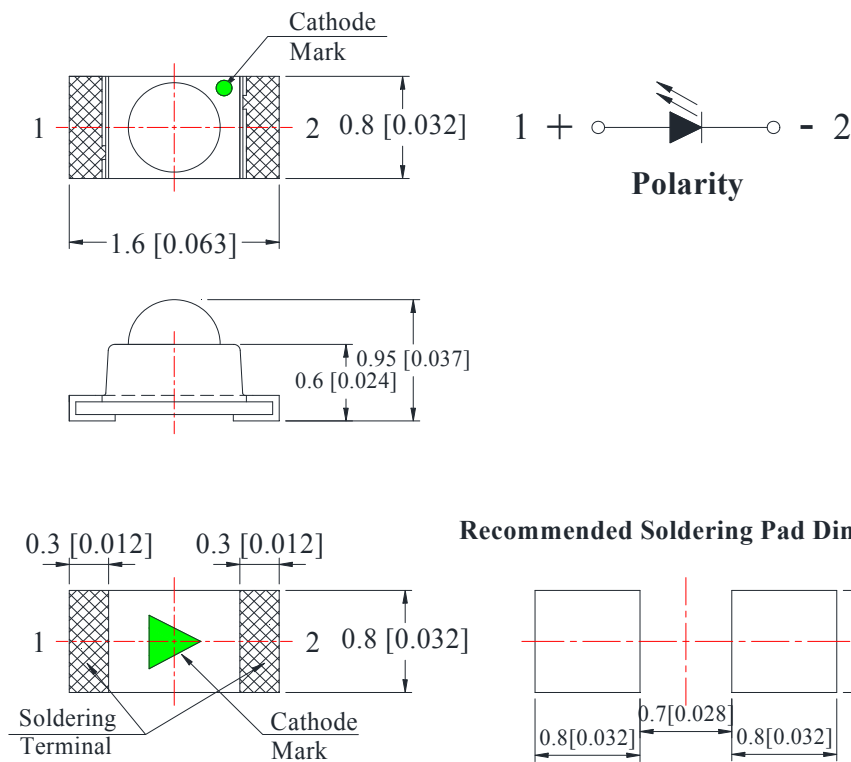 Cathode
Mark
1
2
0.8 [0.032]
1.6 [0.063]
1 +
- 2
Polarity
0.95 [0.037]
0.6 [0.024]
Recommended Soldering Pad Dim
0.3 [0.012]
0.3 [0.012]
1
2
0.8 [0.032]
Soldering
Terminal
Cathode
Mark
0.7[0.028]
0.8[0.032]
0.8[0.032]